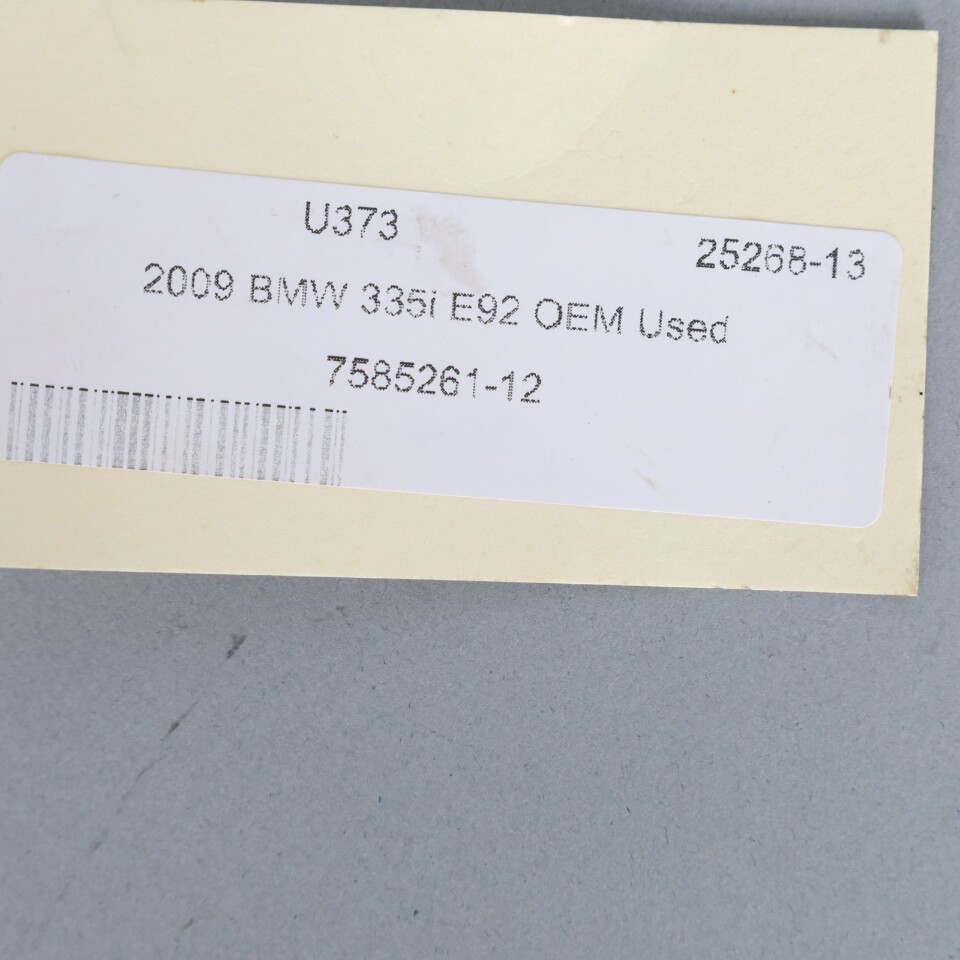 U373
25268-13
2009 BMW 335i E92 OEM Used
7585261-12